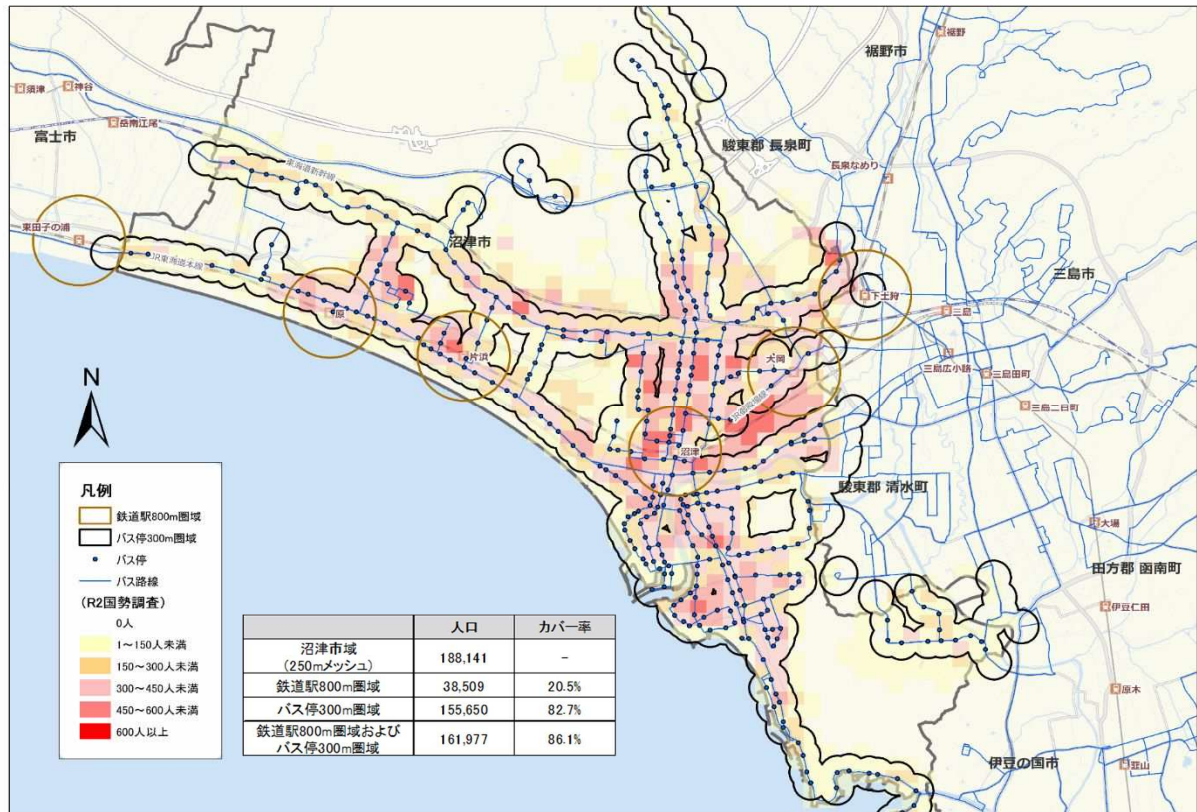 裾野市
裾野
須津
神谷
岳南江尾
富士市
駿東郡 長泉町
長泉なめり
東海道新幹線
東田子の浦
沼津市
JR東海道本線
三島市
下土狩
原
三島
片浜
大岡
三島広小路
三島田町
JR御殿場線
三島二日町
N
沼津
駿東郡 清水町
大場
田方郡 函南町
伊豆仁田
原木
伊豆の国市
韮山
凡例
鉄道駅800m圏域
バス停300m圏域
バス停
バス路線
(R2国勢調査)
0人
1~150人未満
150~300人未満
300~450人未満
450~600人未満
600人以上
人口 カバー率
沼津市域
(250mメッシュ) 188,141 -
鉄道駅800m圏域 38,509 20.5%
バス停300m圏域 155,650 82.7%
鉄道駅800m圏域および
バス停300m圏域 161,977 86.1%